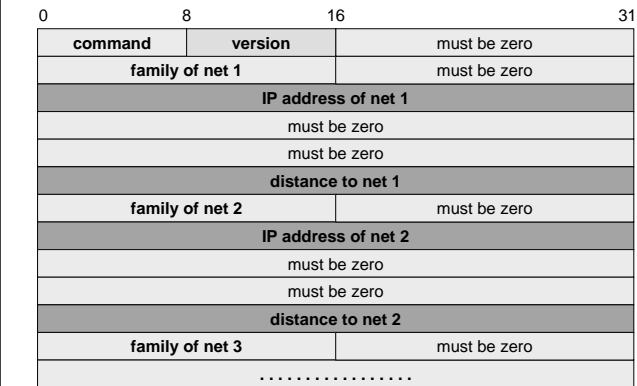 0 8 16 31
command version must be zero
family of net 1 must be zero
IP address of net 1
must be zero
must be zero
distance to net 1
family of net 2 must be zero
IP address of net 2
must be zero
must be zero
distance to net 2
family of net 3 must be zero
. . . . . . . . . . . . . . . . .